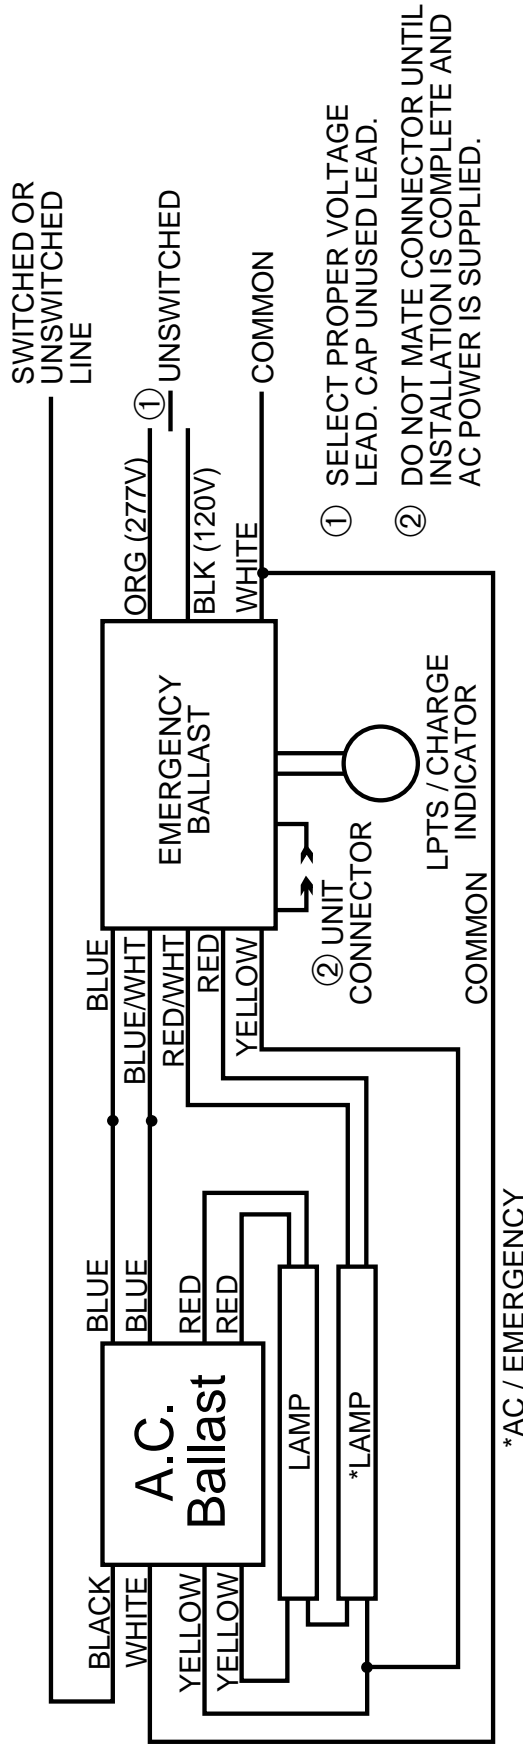 SWITCHED OR
UNSWITCHED
LINE
① UNSWITCHED
COMMON
ORG (277V)
BLK (120V)
WHITE
EMERGENCY
BALLAST
BLUE
BLUE/WHT
RED/WHT
RED
YELLOW
② UNIT
CONNECTOR
LPTS / CHARGE
INDICATOR
COMMON
BLUE
BLUE
RED
RED
A.C.
Ballast
BLACK
WHITE
YELLOW
YELLOW
LAMP
*LAMP
*AC / EMERGENCY
① SELECT PROPER VOLTAGE
LEAD. CAP UNUSED LEAD.
② DO NOT MATE CONNECTOR UNTIL
INSTALLATION IS COMPLETE AND
AC POWER IS SUPPLIED.